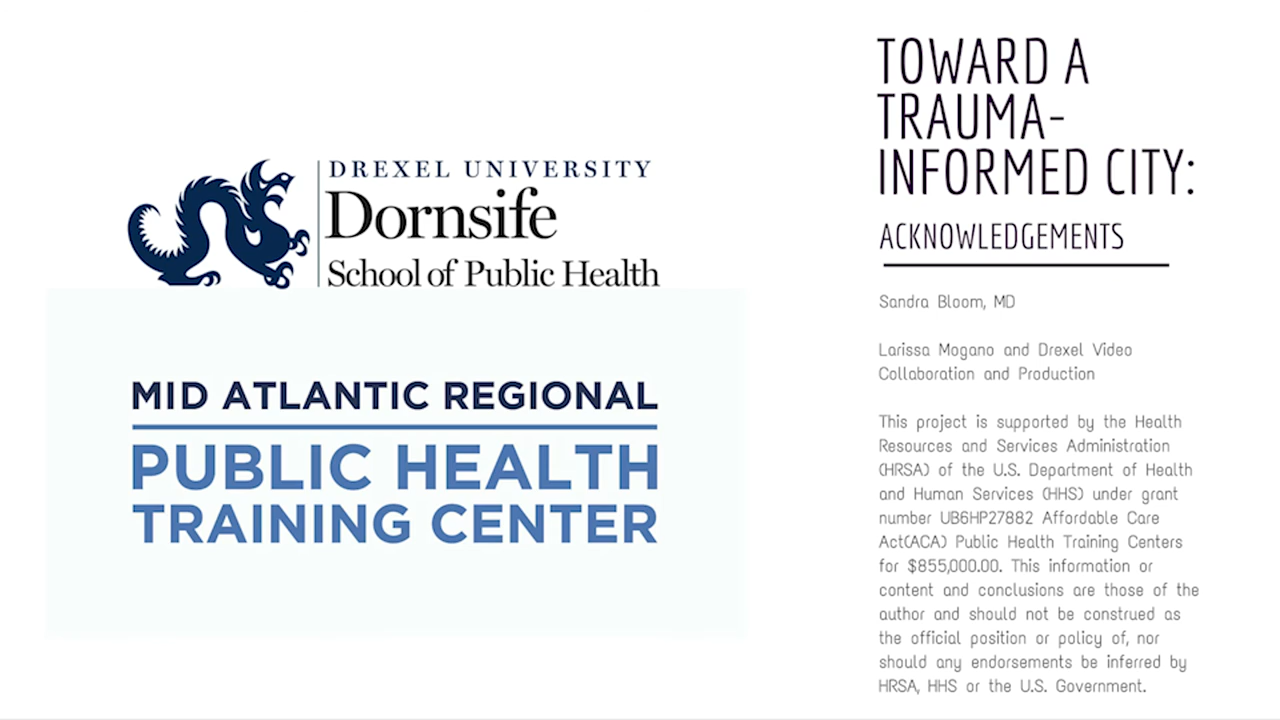 DREXEL UNIVERSITY
Dornsife
School of Public Health
MID ATLANTIC REGIONAL
PUBLIC HEALTH
TRAINING CENTER
TOWARD A
TRAUMA-
INFORMED CITY:
ACKNOWLEDGEMENTS
Sandra Bloom, MD
Larissa Mogano and Drexel Video
Collaboration and Production
This project is supported by the Health
Resources and Services Administration
(HRSA) of the U.S. Department of Health
and Human Services (HHS) under grant
number UB6HP27882 Affordable Care
Act(ACA) Public Health Training Centers
for $855,000.00. This information or
content and conclusions are those of the
author and should not be construed as
the official position or policy of, nor
should any endorsements be inferred by
HRSA, HHS or the U.S. Government.